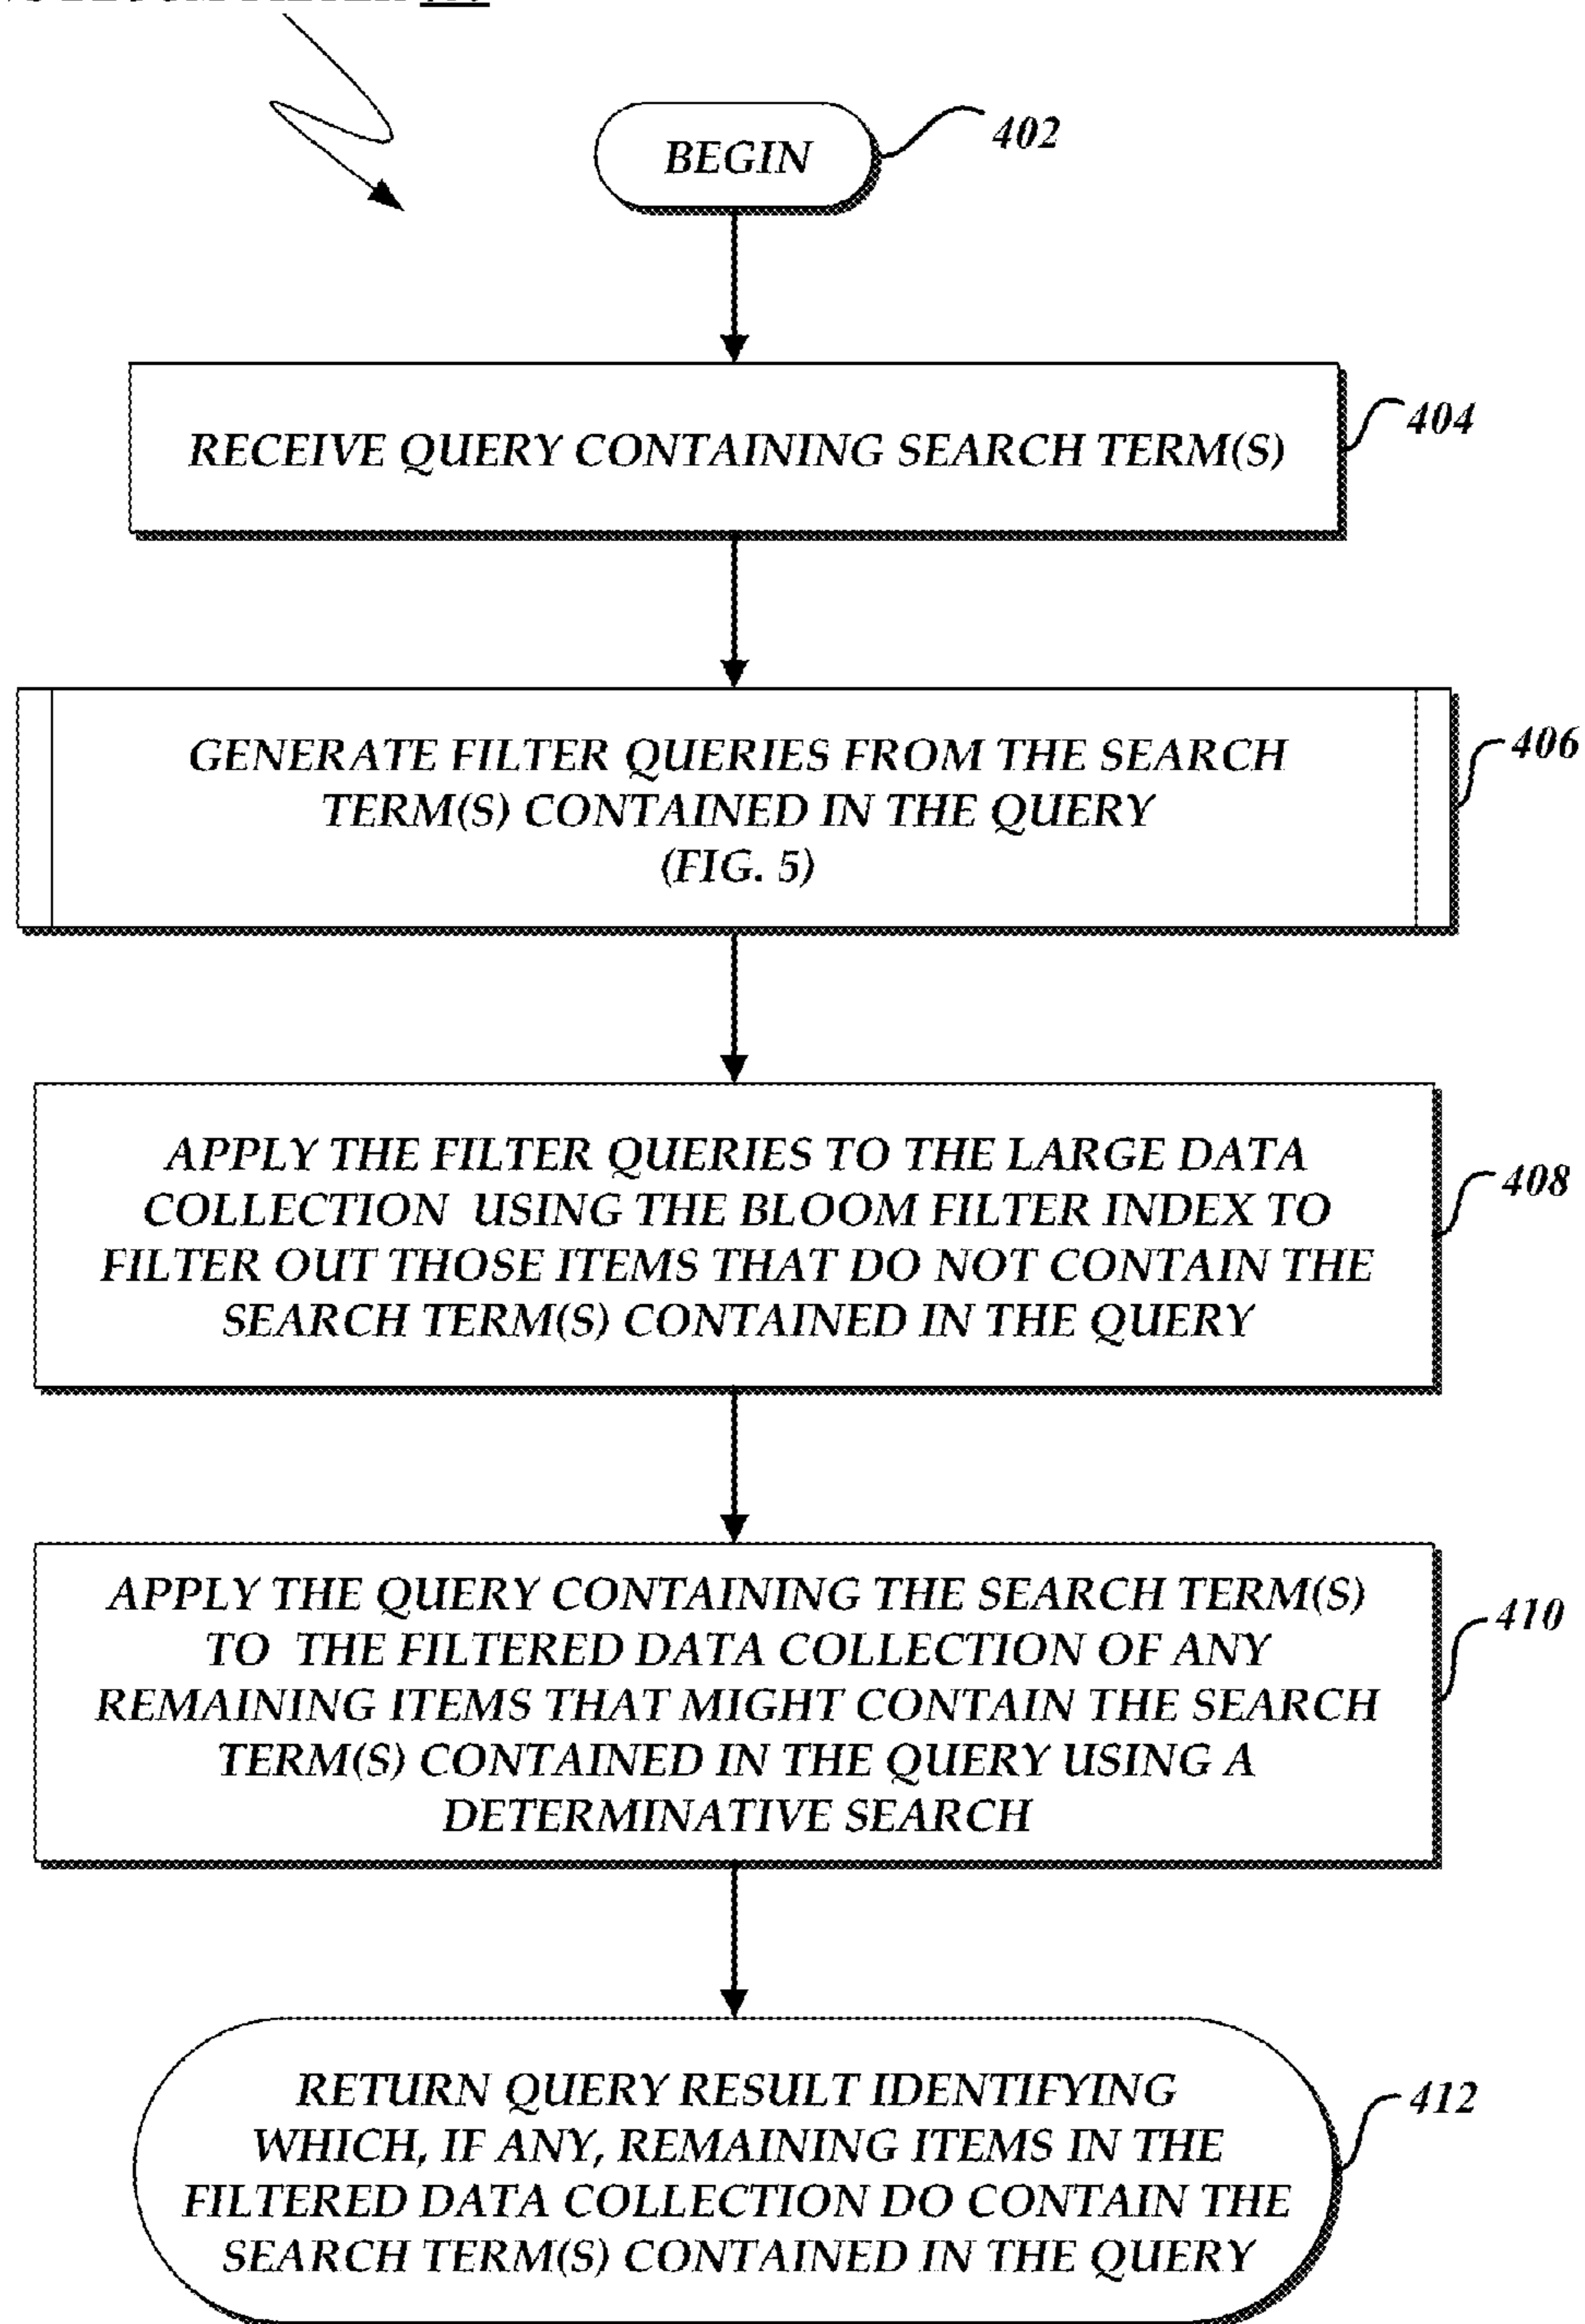 BEGIN
402
RECEIVE QUERY CONTAINING SEARCH TERM(S)
404
GENERATE FILTER QUERIES FROM THE SEARCH
TERM(S) CONTAINED IN THE QUERY
(FIG. 5)
406
APPLY THE FILTER QUERIES TO THE LARGE DATA
COLLECTION USING THE BLOOM FILTER INDEX TO
FILTER OUT THOSE ITEMS THAT DO NOT CONTAIN THE
SEARCH TERM(S) CONTAINED IN THE QUERY
408
APPLY THE QUERY CONTAINING THE SEARCH TERM(S)
TO THE FILTERED DATA COLLECTION OF ANY
REMAINING ITEMS THAT MIGHT CONTAIN THE SEARCH
TERM(S) CONTAINED IN THE QUERY USING A
DETERMINATIVE SEARCH
410
RETURN QUERY RESULT IDENTIFYING
WHICH, IF ANY, REMAINING ITEMS IN THE
FILTERED DATA COLLECTION DO CONTAIN THE
SEARCH TERM(S) CONTAINED IN THE QUERY
412